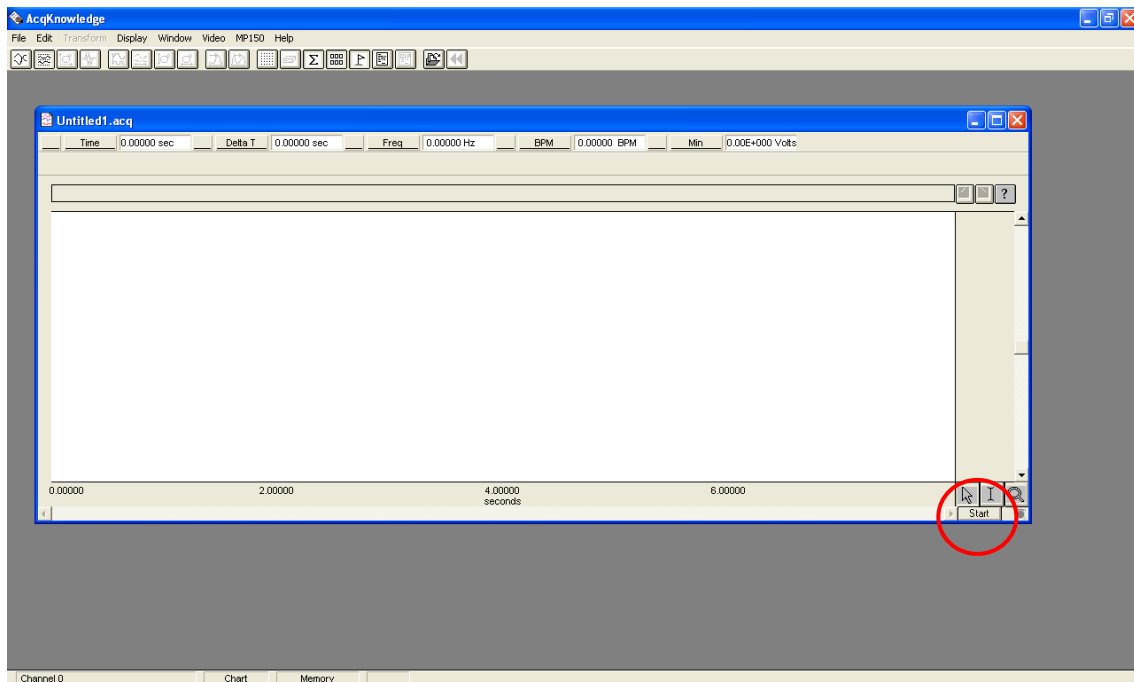 AcqKnowledge
File Edit Transform Display Window Video MP150 Help
Untitled1.acq
Time 0.00000 sec Delta T 0.00000 sec Freq 0.00000 Hz BPM 0.00000 BPM Min 0.00E+000 Volts
?
0.00000 2.00000 4.00000 6.00000
seconds
Start
Channel 0 Chart Memory